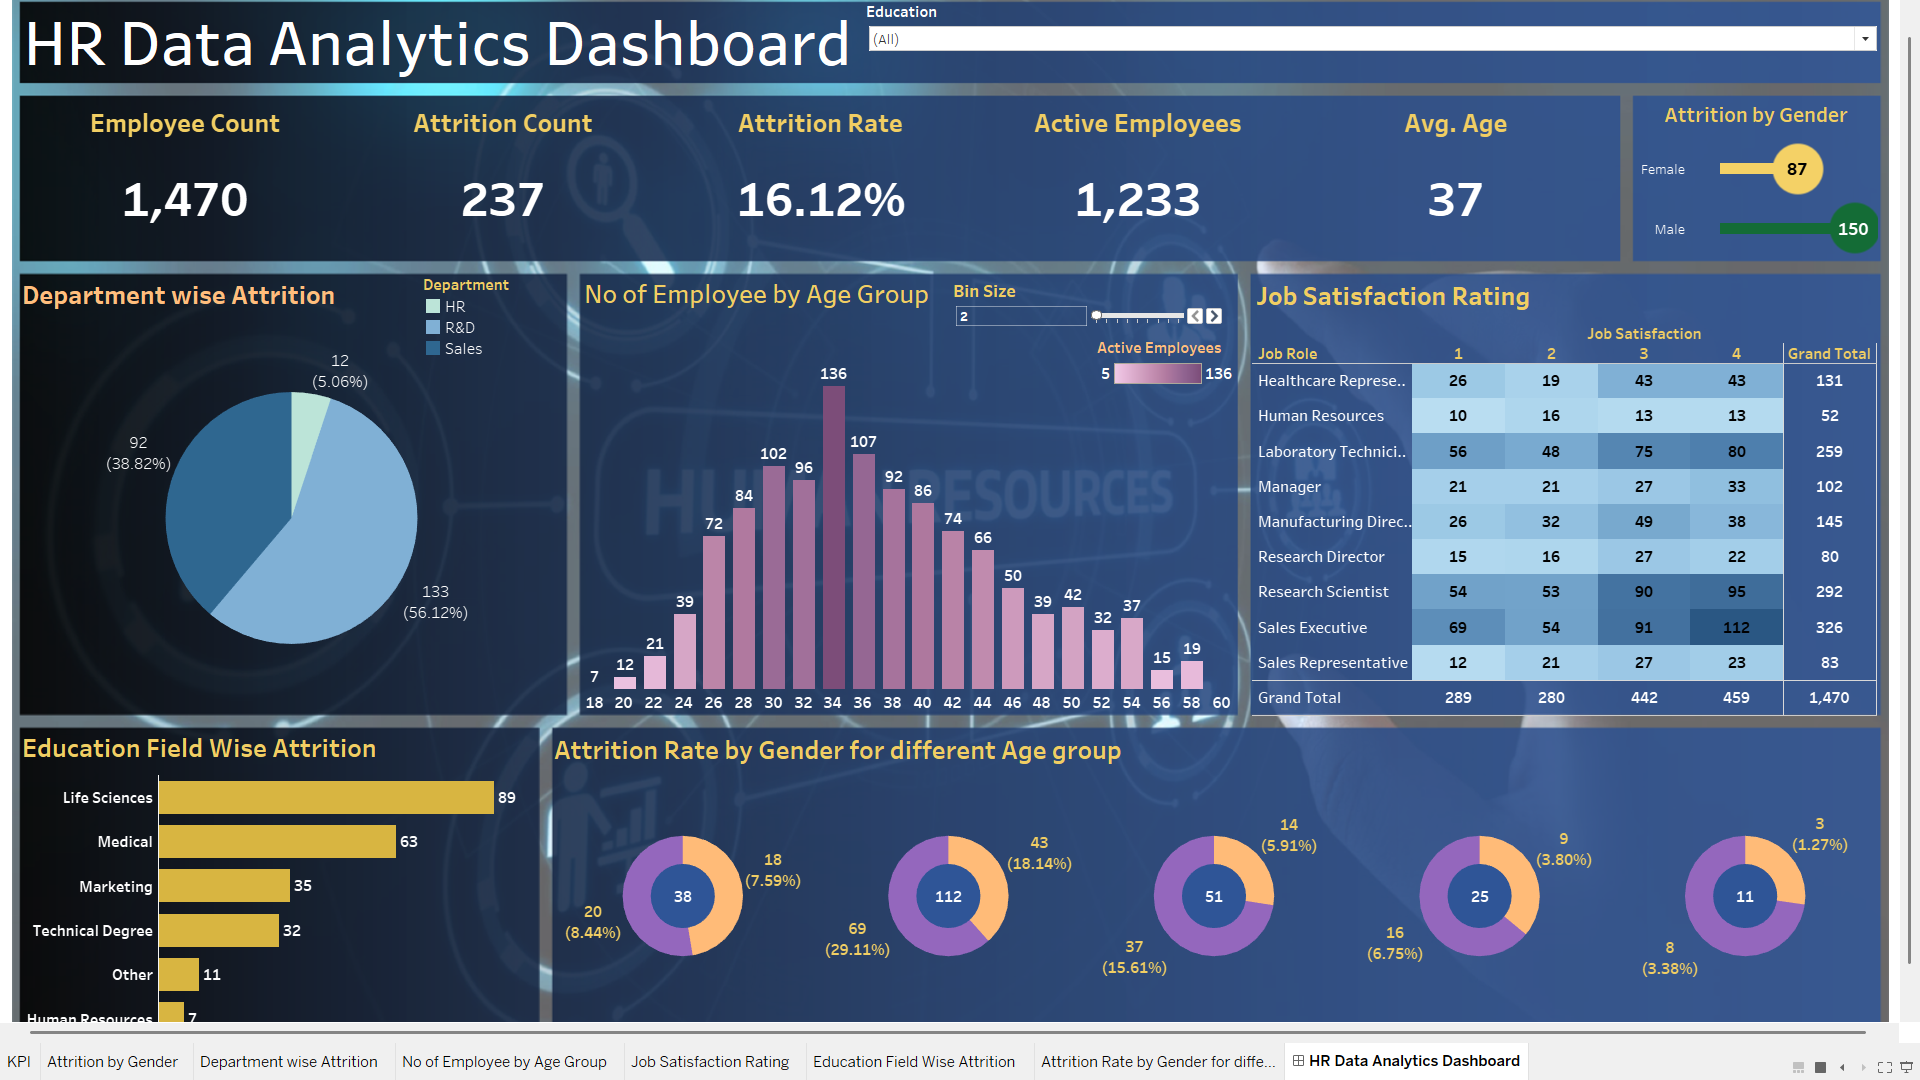 HR Data Analytics Dashboard
Education
(All)
Employee Count
Attrition Count
Attrition Rate
Active Employees
Avg. Age
1,470
237
16.12%
1,233
37
Attrition by Gender
Female
87
Male
150
Department wise Attrition
Department
HR
R&D
Sales
12
(5.06%)
92
(38.82%)
133
(56.12%)
No of Employee by Age Group
Bin Size
2
Active Employees
5
136
HUMAN RESOURCES
7
12
21
39
72
84
102
96
136
107
92
86
74
66
50
39
42
32
37
15
19
18 20 22 24 26 28 30 32 34 36 38 40 42 44 46 48 50 52 54 56 58 60
Job Satisfaction Rating
Job Satisfaction
Job Role 1 2 3 4 Grand Total
Healthcare Represe.. 26 19 43 43 131
Human Resources 10 16 13 13 52
Laboratory Technici.. 56 48 75 80 259
Manager 21 21 27 33 102
Manufacturing Direc.. 26 32 49 38 145
Research Director 15 16 27 22 80
Research Scientist 54 53 90 95 292
Sales Executive 69 54 91 112 326
Sales Representative 12 21 27 23 83
Grand Total 289 280 442 459 1,470
Education Field Wise Attrition
Life Sciences 89
Medical 63
Marketing 35
Technical Degree 32
Other 11
Human Resources 7
Attrition Rate by Gender for different Age group
18
(7.59%)
38
20
(8.44%)
43
(18.14%)
112
69
(29.11%)
14
(5.91%)
51
37
(15.61%)
9
(3.80%)
25
16
(6.75%)
3
(1.27%)
11
8
(3.38%)
KPI
Attrition by Gender
Department wise Attrition
No of Employee by Age Group
Job Satisfaction Rating
Education Field Wise Attrition
Attrition Rate by Gender for diffe...
HR Data Analytics Dashboard